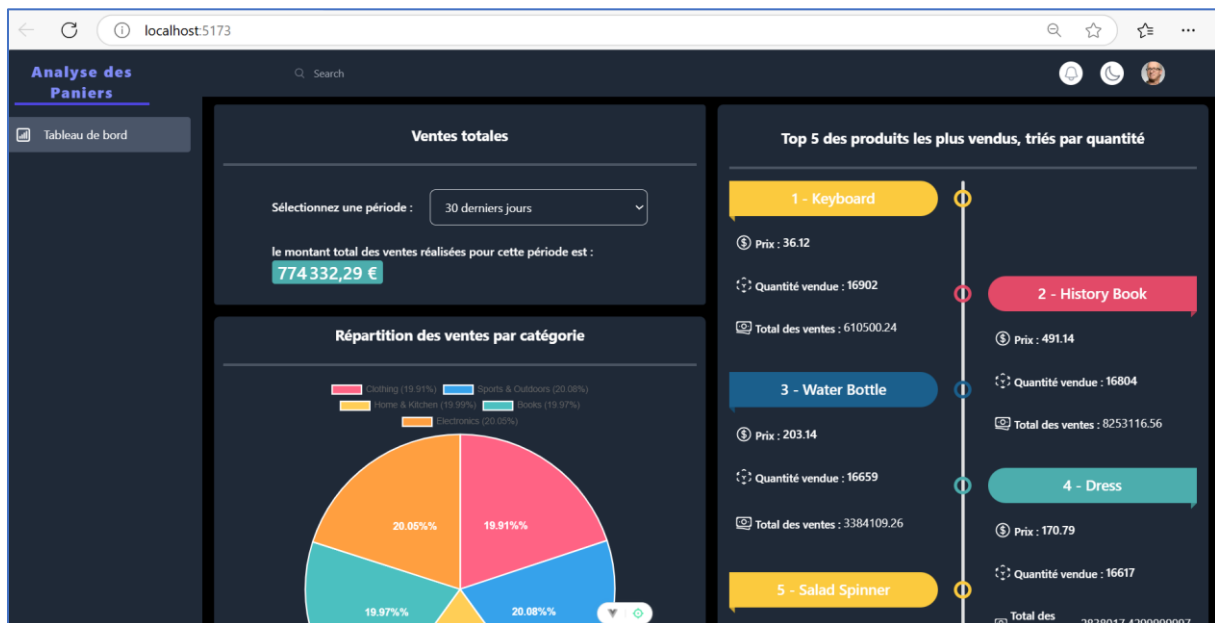 localhost:5173
Analyse des
Paniers
Search
Tableau de bord
Ventes totales
Sélectionnez une période :
30 derniers jours
le montant total des ventes réalisées pour cette période est :
774 332,29 €
Répartition des ventes par catégorie
Clothing (19.91%) Sports & Outdoors (20.08%)
Home & Kitchen (19.99%) Books (19.97%)
Electronics (20.05%)
20.05%% 19.91%%
19.97%% 20.08%%
Top 5 des produits les plus vendus, triés par quantité
1 - Keyboard
Prix : 36.12
Quantité vendue : 16902
Total des ventes : 610500.24
2 - History Book
Prix : 491.14
Quantité vendue : 16804
Total des ventes : 8253116.56
3 - Water Bottle
Prix : 203.14
Quantité vendue : 16659
Total des ventes : 3384109.26
4 - Dress
Prix : 170.79
Quantité vendue : 16617
Total des
5 - Salad Spinner